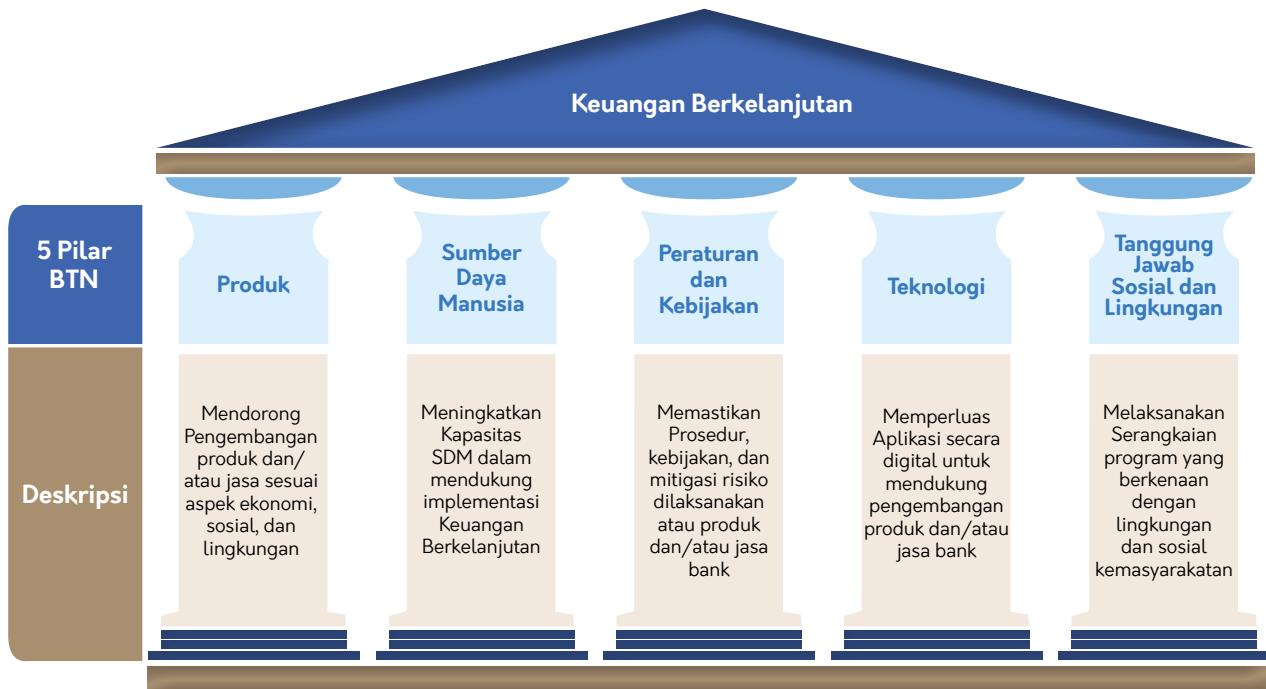 Keuangan Berkelanjutan
5 Pilar
BTN
Produk
Sumber
Daya
Manusia
Peraturan
dan
Kebijakan
Teknologi
Tanggung
Jawab
Sosial dan
Lingkungan
Deskripsi
Mendorong
Pengembangan
produk dan/
atau jasa sesuai
aspek ekonomi,
sosial, dan
lingkungan
Meningkatkan
Kapasitas
SDM dalam
mendukung
implementasi
Keuangan
Berkelanjutan
Memastikan
Prosedur,
kebijakan, dan
mitigasi risiko
dilaksanakan
atau produk
dan/atau jasa
bank
Memperluas
Aplikasi secara
digital untuk
mendukung
pengembangan
produk dan/atau
jasa bank
Melaksanakan
Serangkaian
program yang
berkenaan
dengan
lingkungan
dan sosial
kemasyarakatan